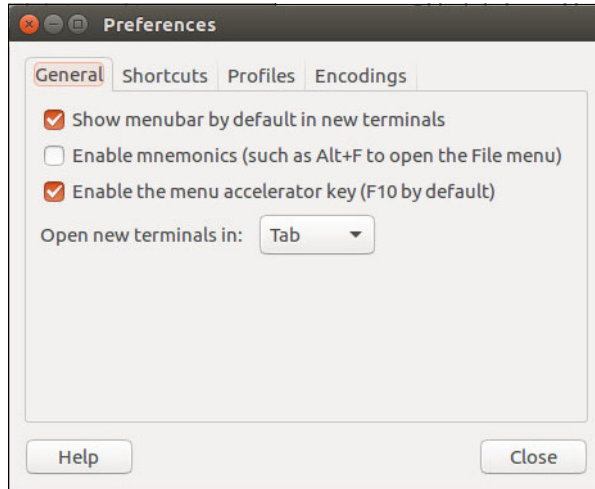 Preferences
General Shortcuts Profiles Encodings
Show menubar by default in new terminals
Enable mnemonics (such as Alt+F to open the File menu)
Enable the menu accelerator key (F10 by default)
Open new terminals in: Tab
Help Close